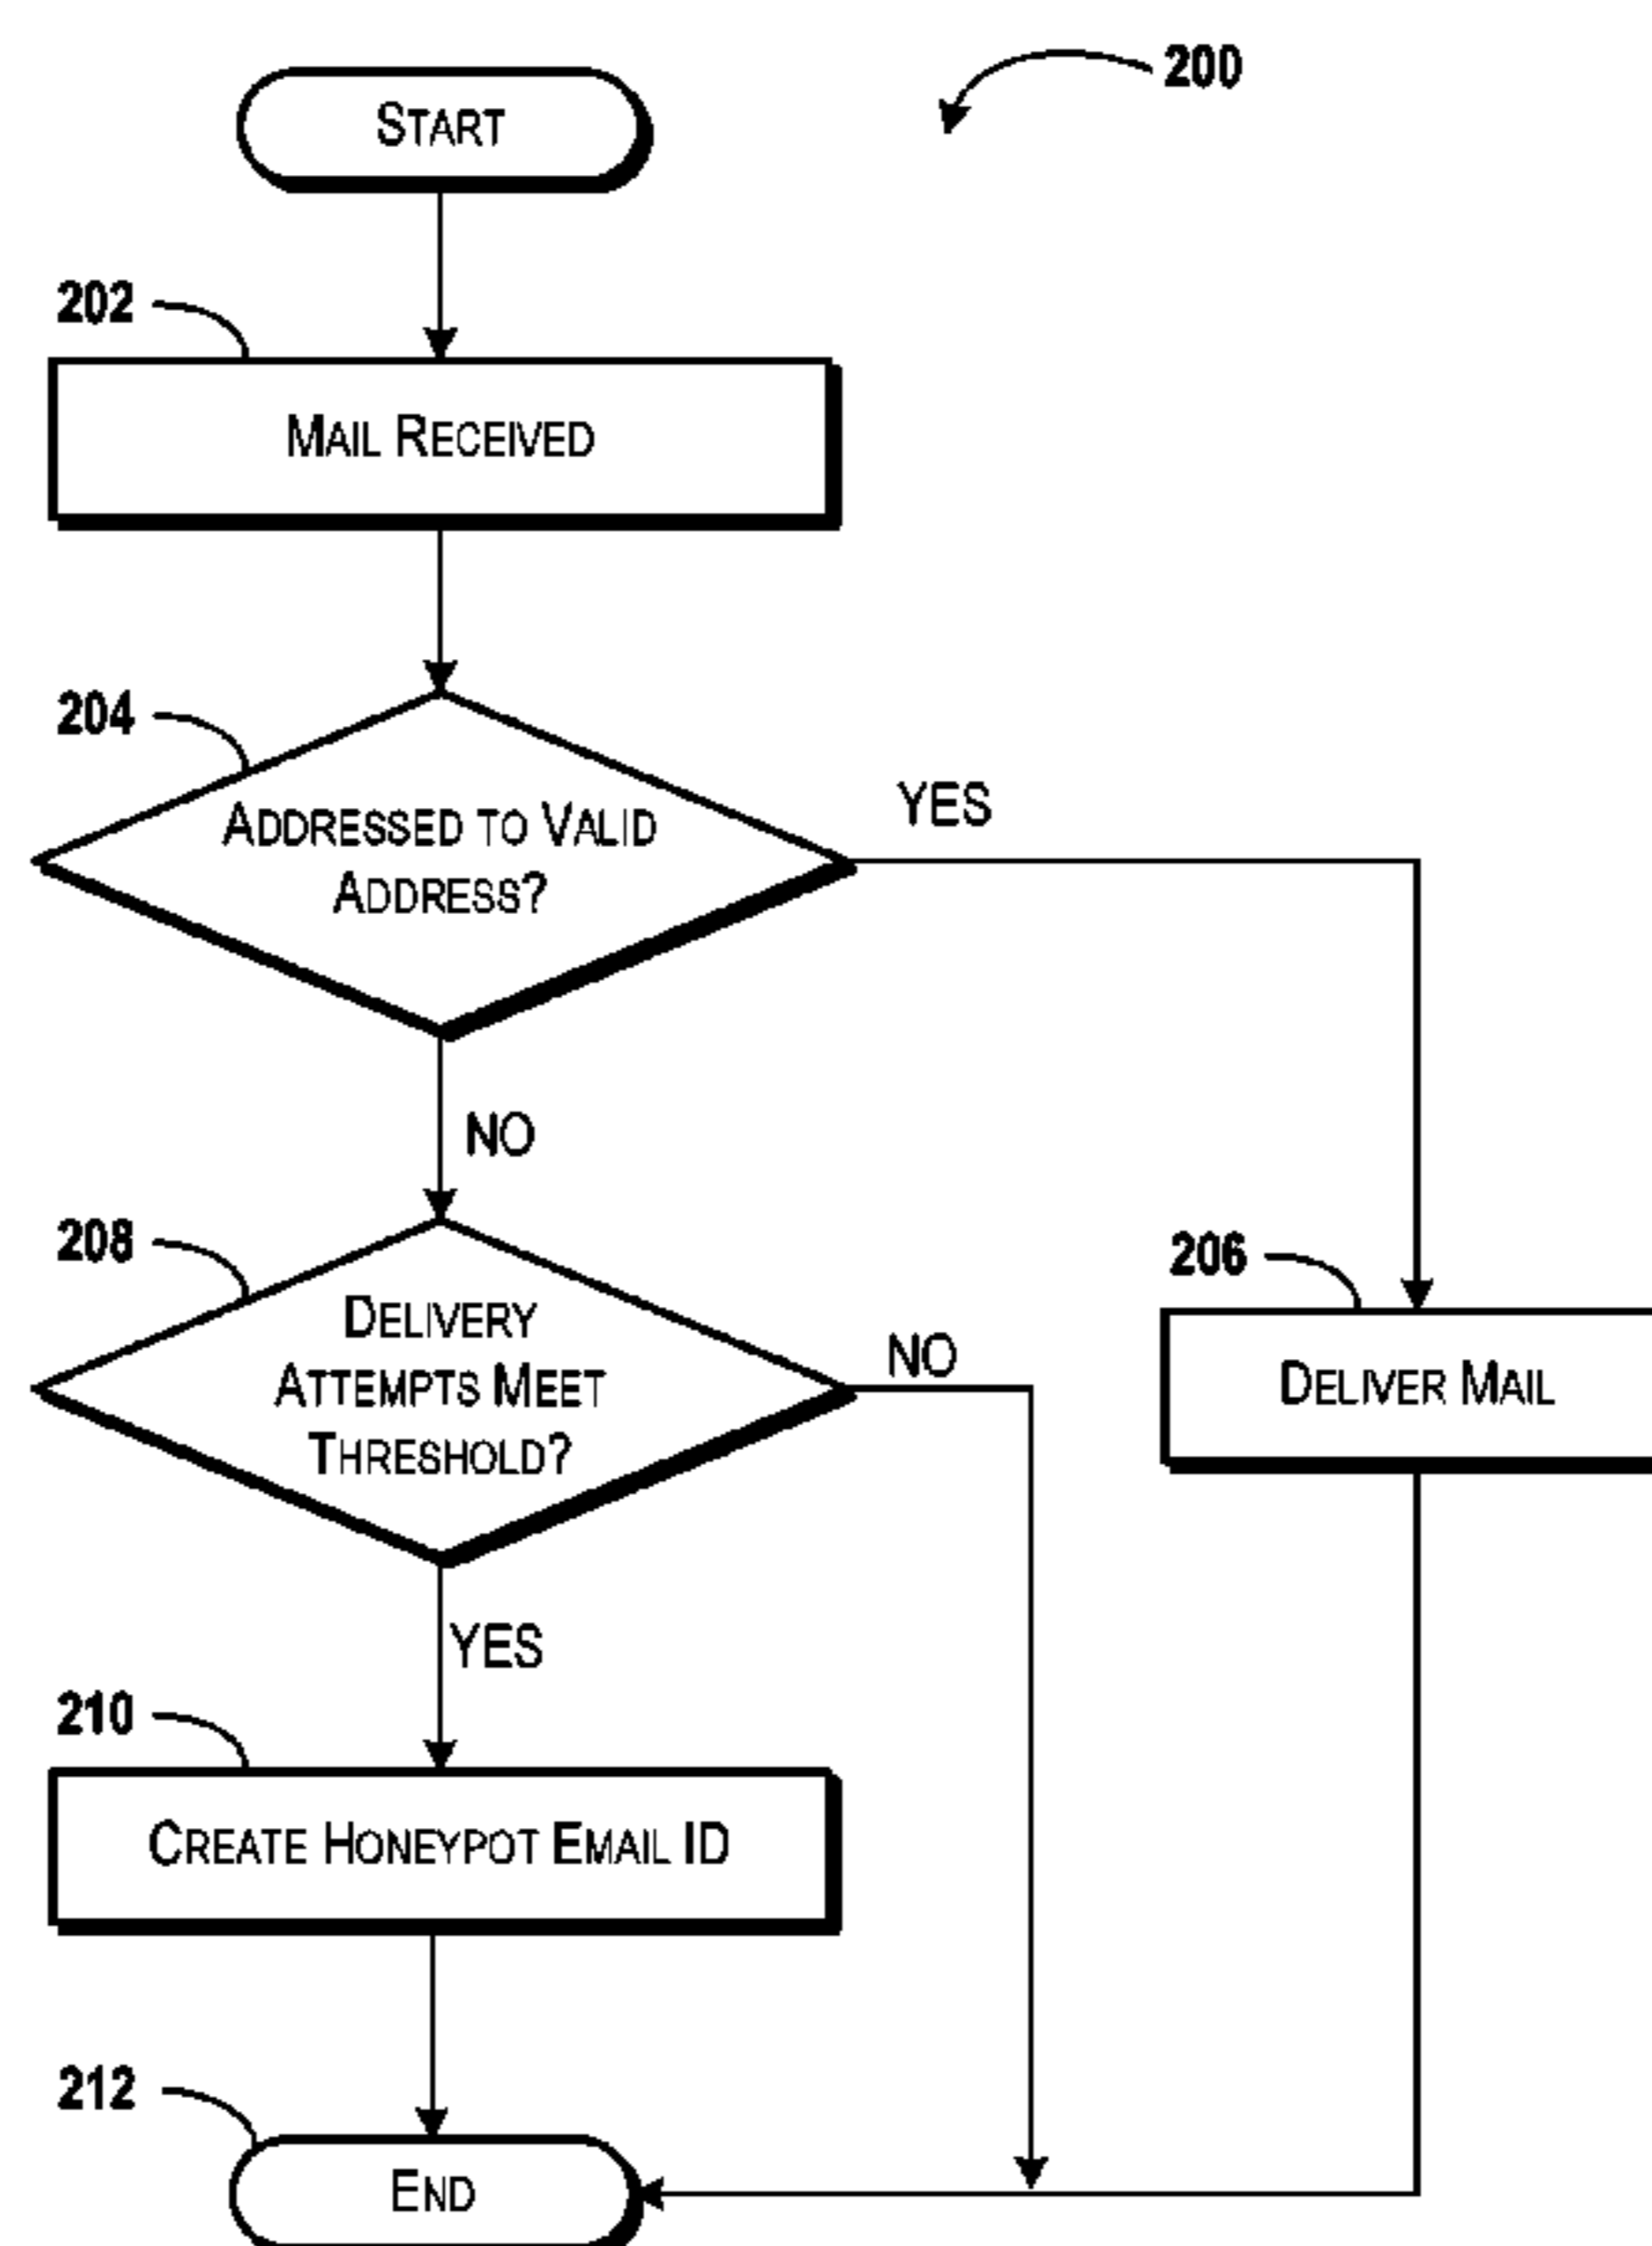 START
200
202
MAIL RECEIVED
204
ADDRESSED TO VALID
ADDRESS?
YES
NO
208
DELIVERY
ATTEMPTS MEET
THRESHOLD?
NO
206
DELIVER MAIL
YES
210
CREATE HONEYPOT EMAIL ID
212
END